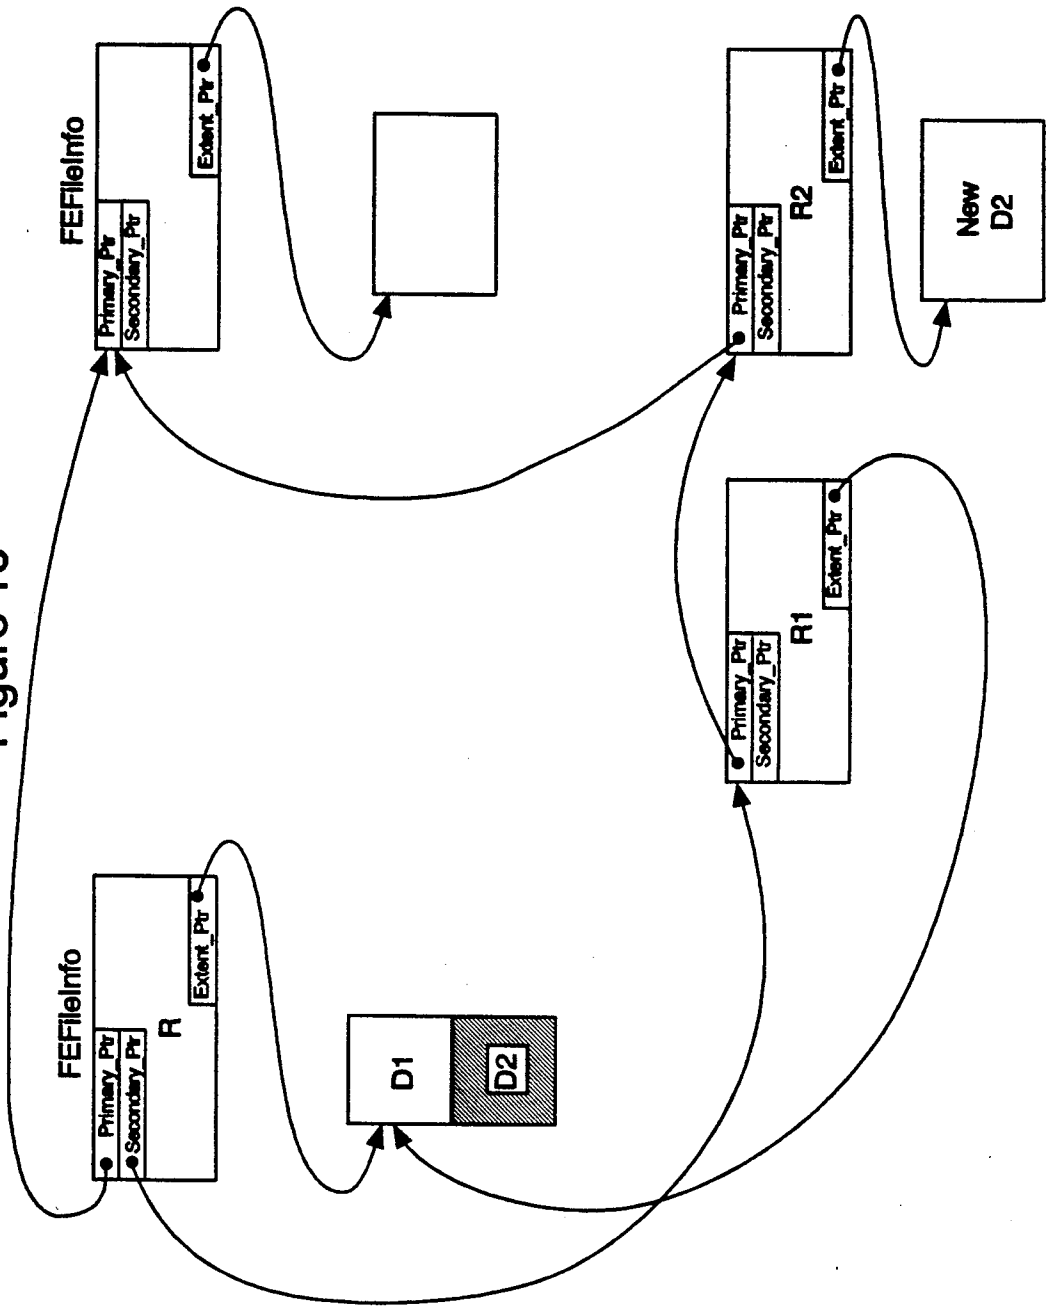 Figure
FEFileInfo
Primary_Ptr
Secondary_Ptr
R
Extent_Ptr
D1
D2
FEFileInfo
Primary_Ptr
Secondary_Ptr
Extent_Ptr
Primary_Ptr
Secondary_Ptr
R1
Extent_Ptr
Primary_Ptr
Secondary_Ptr
R2
Extent_Ptr
New
D2